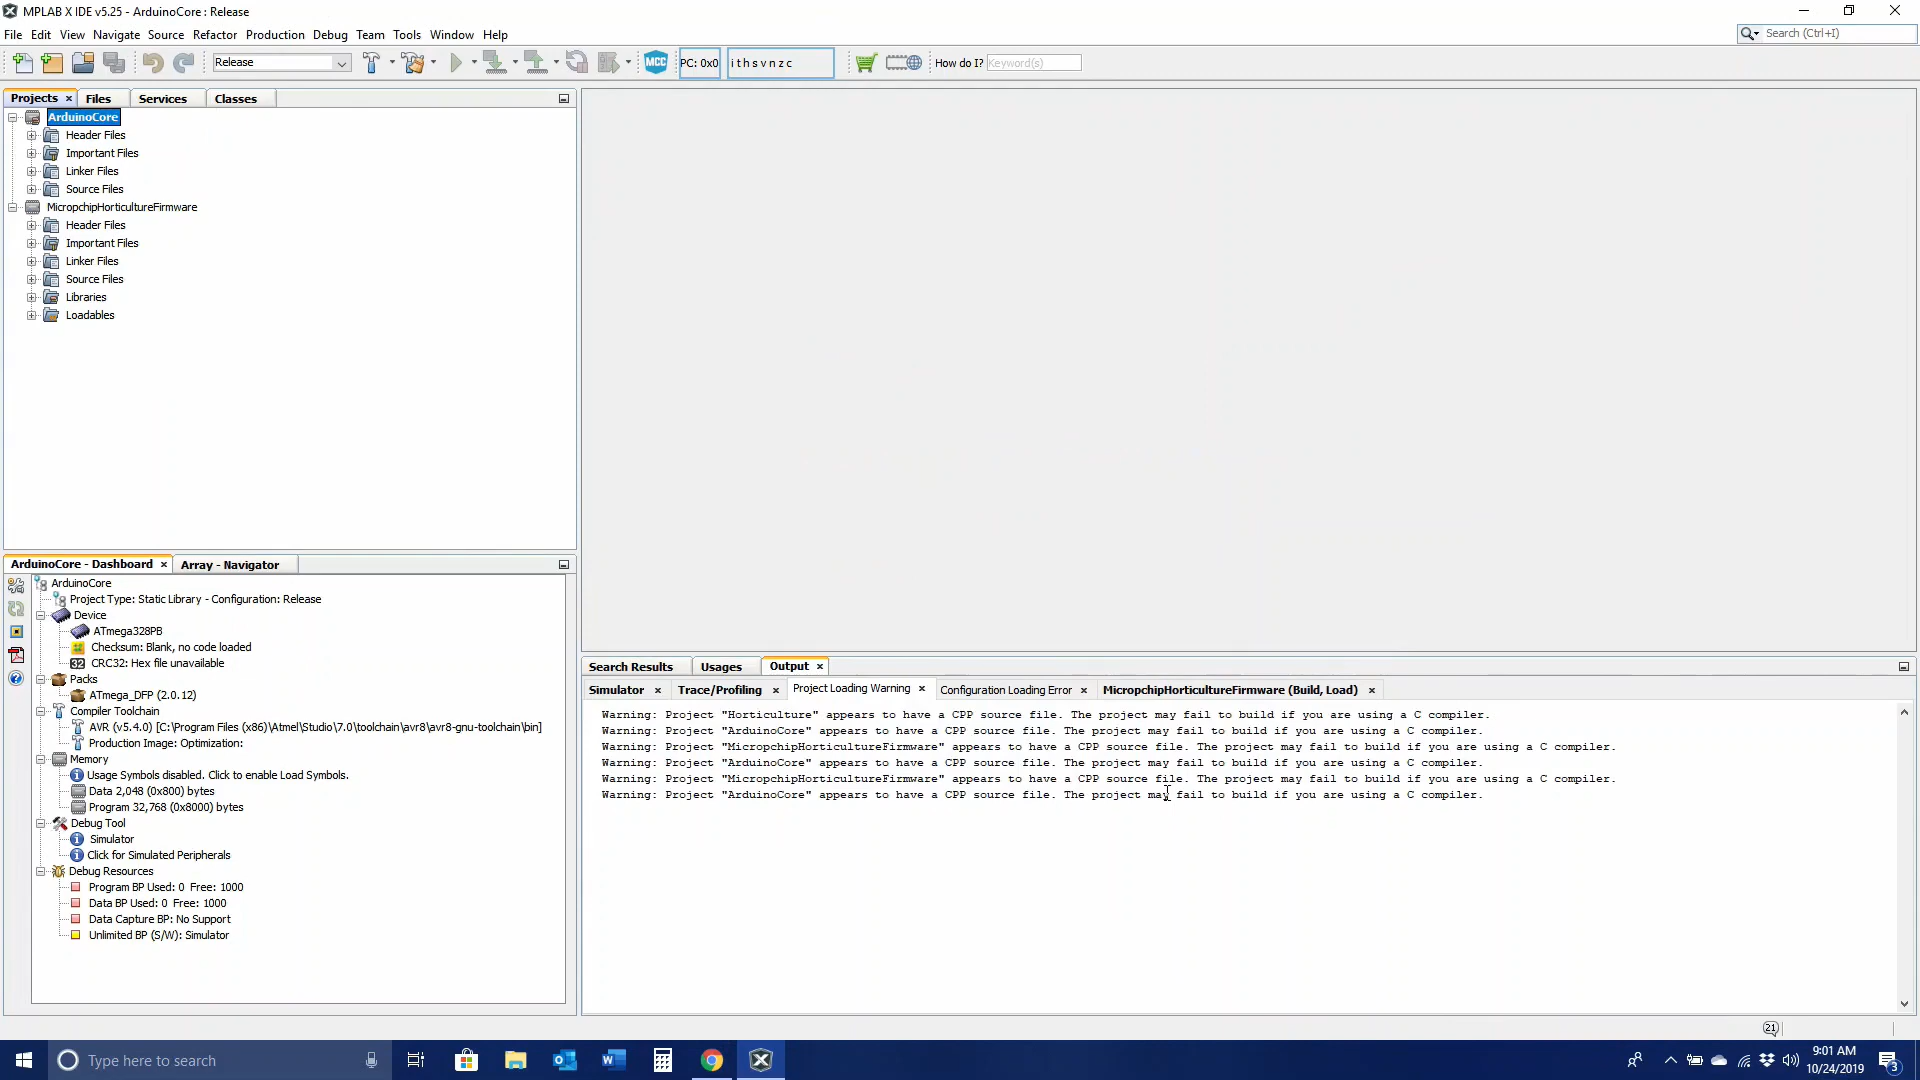 MPLAB X IDE v5.25 - ArduinoCore : Release
File Edit View Navigate Source Refactor Production Debug Team Tools Window Help
Search (Ctrl+I)
Release
MCC
PC: 0x0
i t h s v n z c
How do I? Keyword(s)
Projects
Files
Services
Classes
ArduinoCore
Header Files
Important Files
Linker Files
Source Files
MicropchipHorticultureFirmware
Header Files
Important Files
Linker Files
Source Files
Libraries
Loadables
ArduinoCore - Dashboard
Array - Navigator
ArduinoCore
Project Type: Static Library - Configuration: Release
Device
ATmega328PB
Checksum: Blank, no code loaded
32 CRC32: Hex file unavailable
Packs
ATmega_DFP (2.0.12)
Compiler Toolchain
AVR (v5.4.0) [C:\Program Files (x86)\Atmel\Studio\7.0\toolchain\avr8\avr8-gnu-toolchain\bin]
Production Image: Optimization:
Memory
Usage Symbols disabled. Click to enable Load Symbols.
Data 2,048 (0x800) bytes
Program 32,768 (0x8000) bytes
Debug Tool
Simulator
Click for Simulated Peripherals
Debug Resources
Program BP Used: 0 Free: 1000
Data BP Used: 0 Free: 1000
Data Capture BP: No Support
Unlimited BP (S/W): Simulator
Search Results
Usages
Output
Simulator
Trace/Profiling
Project Loading Warning
Configuration Loading Error
MicropchipHorticultureFirmware (Build, Load)
Warning: Project "Horticulture" appears to have a CPP source file. The project may fail to build if you are using a C compiler.
Warning: Project "ArduinoCore" appears to have a CPP source file. The project may fail to build if you are using a C compiler.
Warning: Project "MicropchipHorticultureFirmware" appears to have a CPP source file. The project may fail to build if you are using a C compiler.
Warning: Project "ArduinoCore" appears to have a CPP source file. The project may fail to build if you are using a C compiler.
Warning: Project "MicropchipHorticultureFirmware" appears to have a CPP source file. The project may fail to build if you are using a C compiler.
Warning: Project "ArduinoCore" appears to have a CPP source file. The project may fail to build if you are using a C compiler.
21
Type here to search
9:01 AM
10/24/2019
3